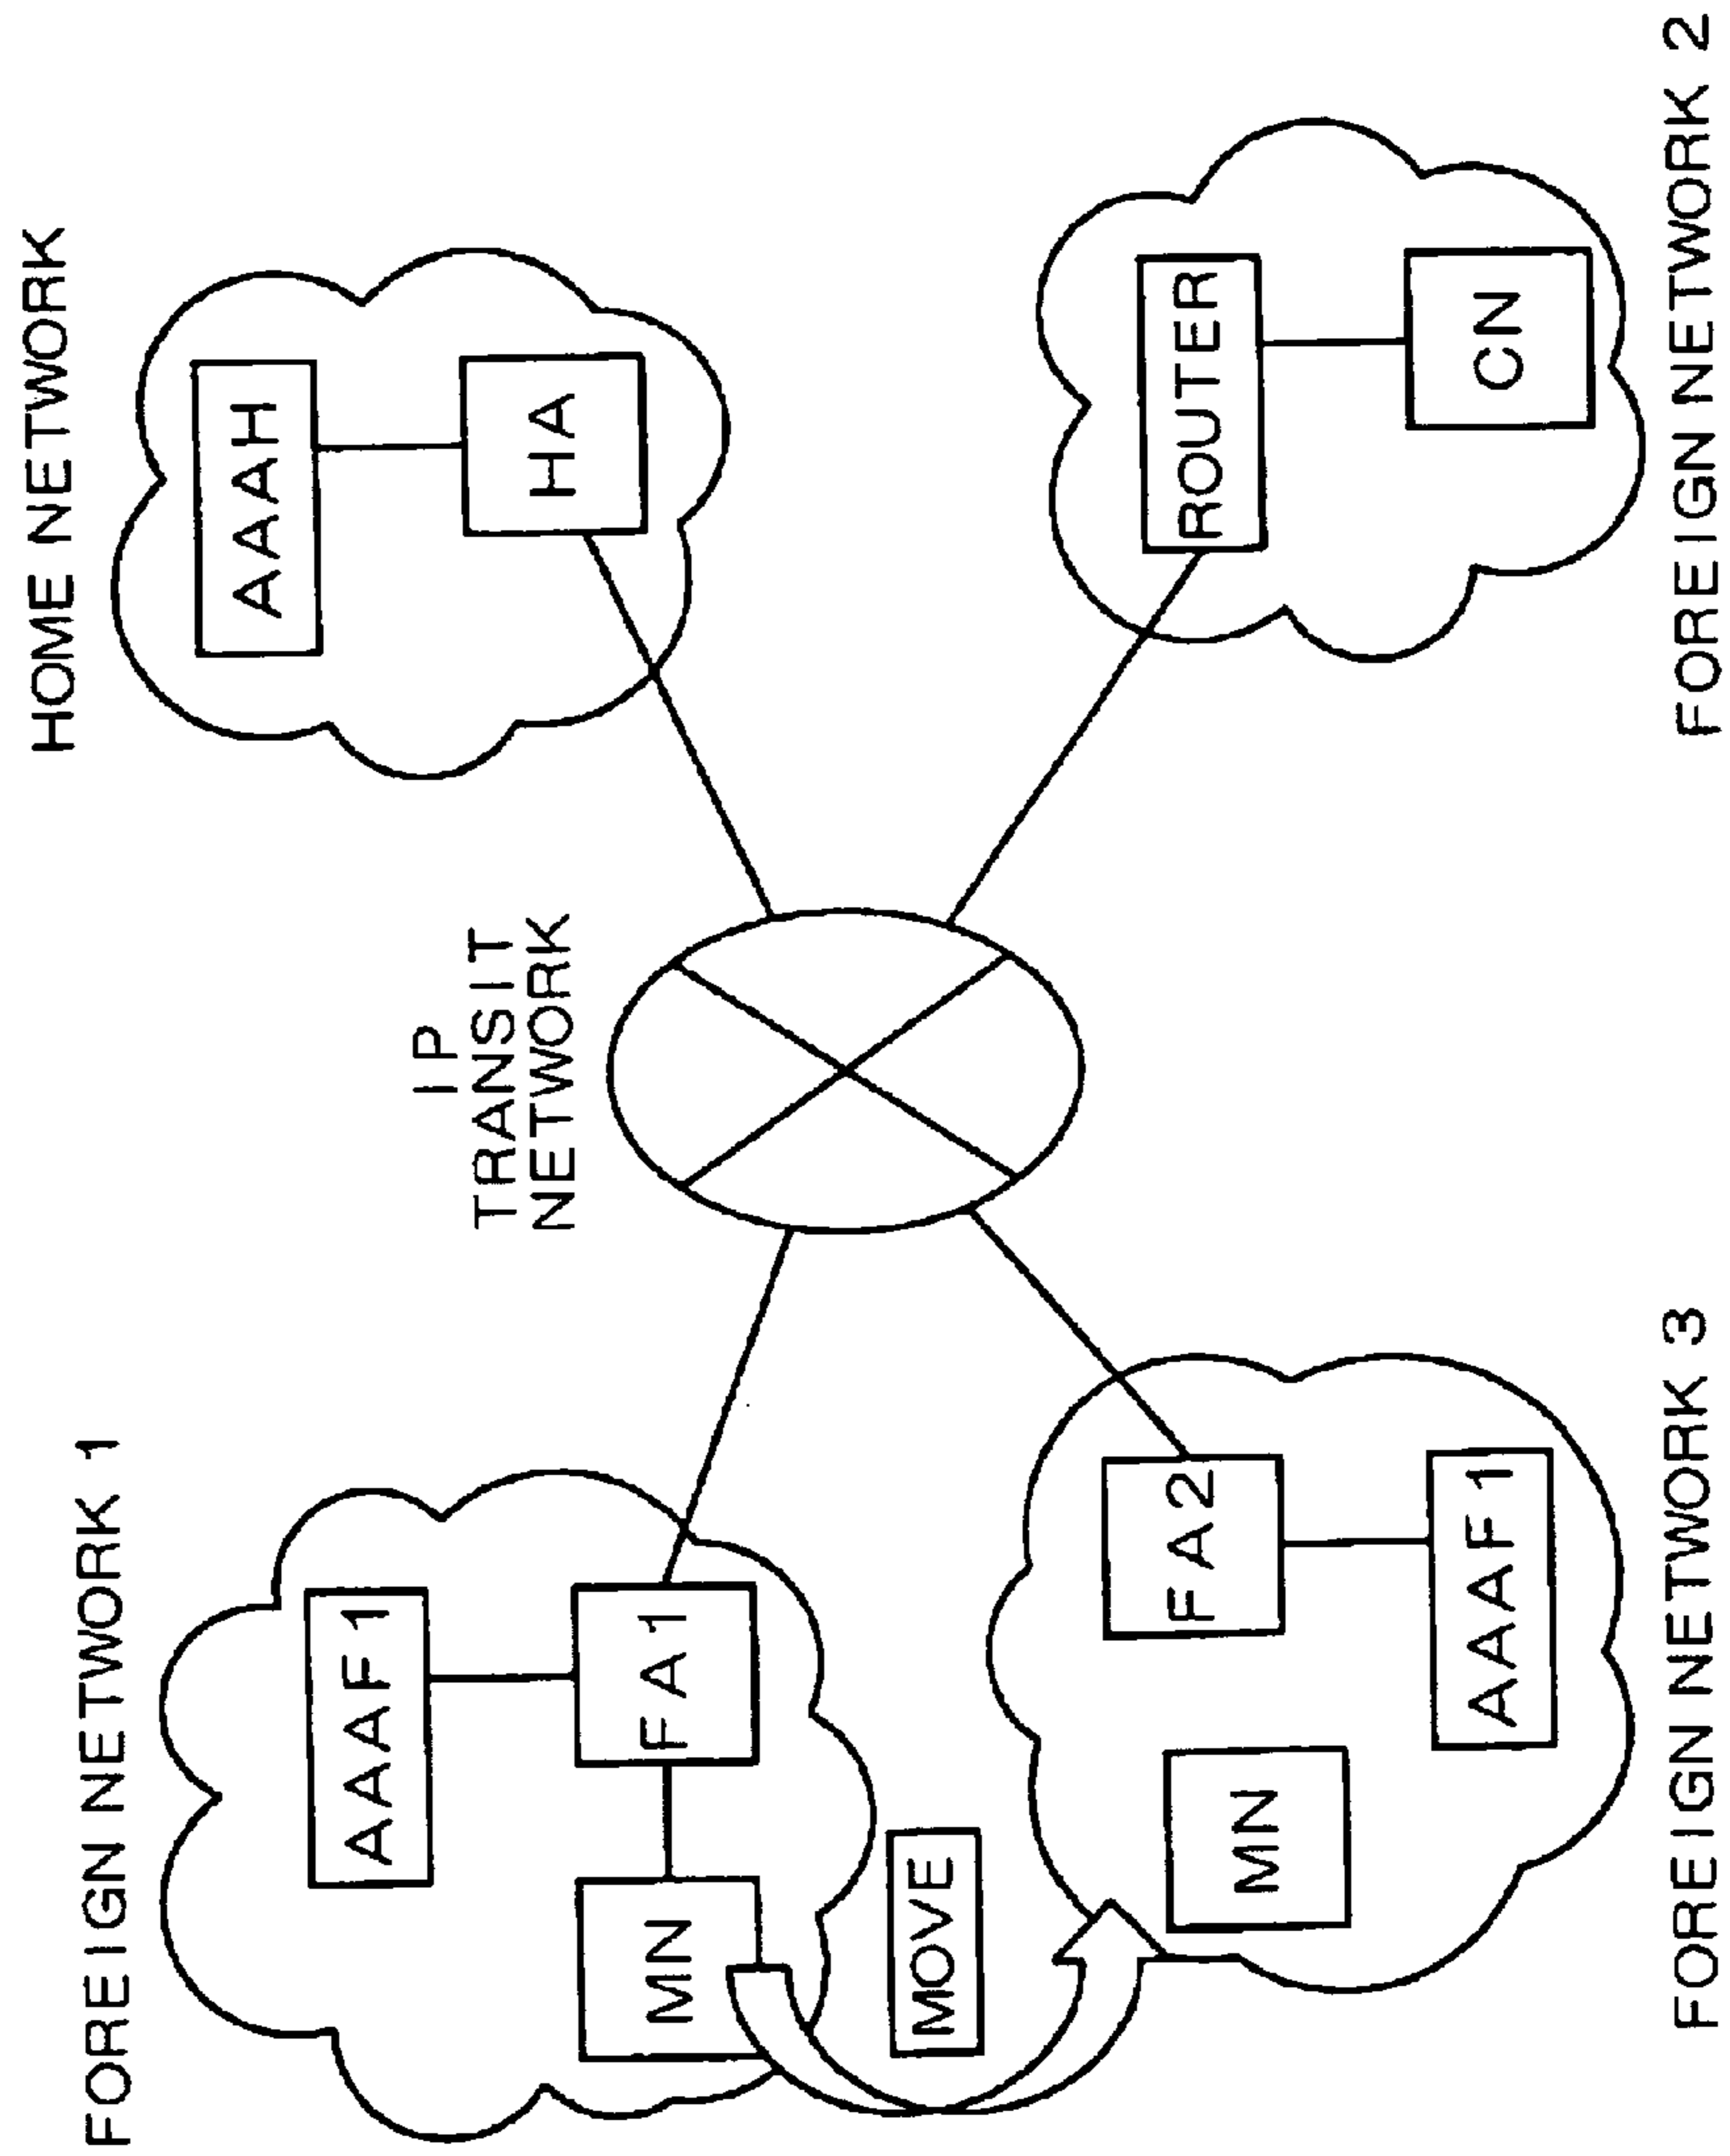 FOREIGN NETWORK 1
AAAF1
FA1
MN
IP
TRANSIT
NETWORK
HOME NETWORK
AAAH
HA
MOVE
FOREIGN NETWORK 3
FA2
MN
AAAF1
FOREIGN NETWORK 2
ROUTER
CN